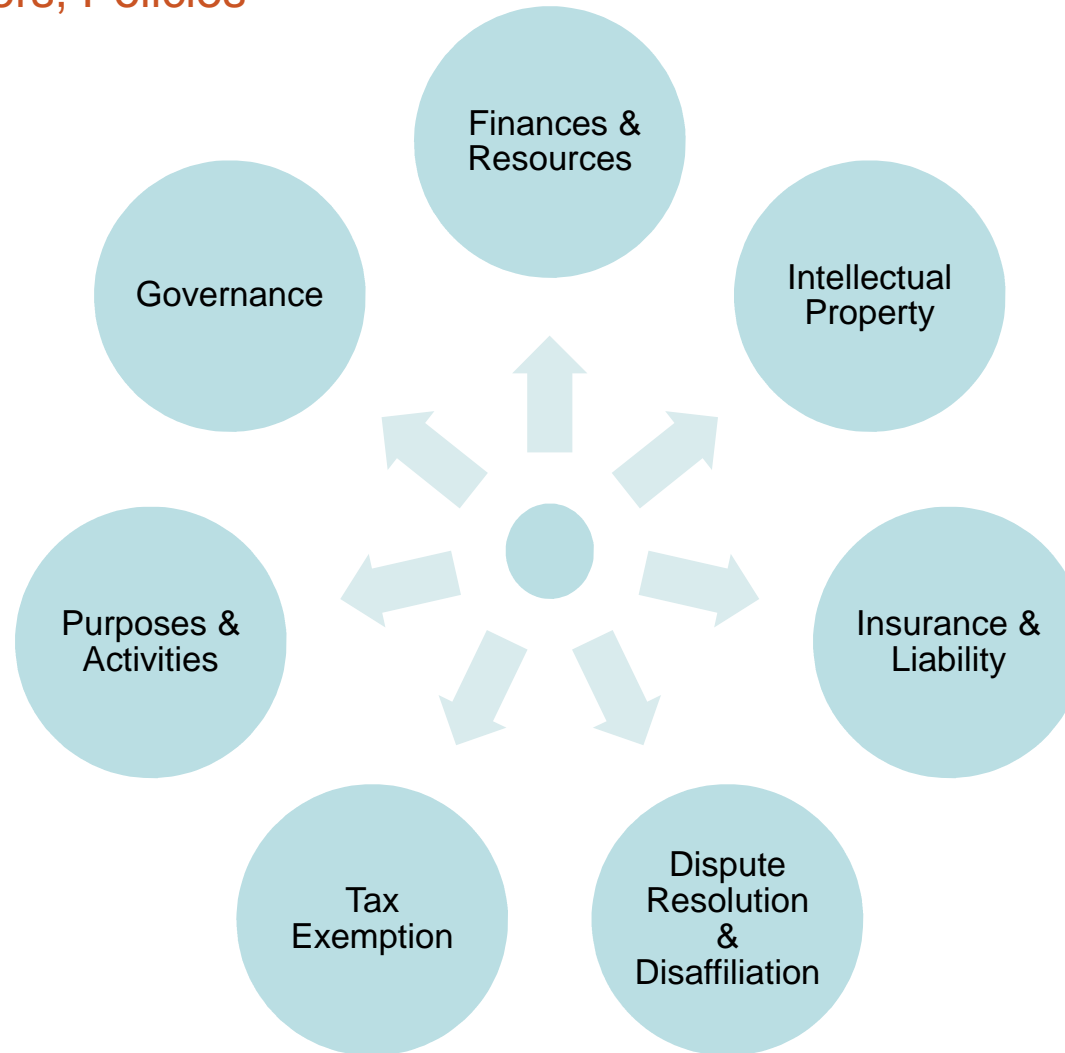 Policies
Finances &
Resources
Intellectual
Property
Insurance &
Liability
Dispute
Resolution
&
Disaffiliation
Tax
Exemption
Purposes &
Activities
Governance